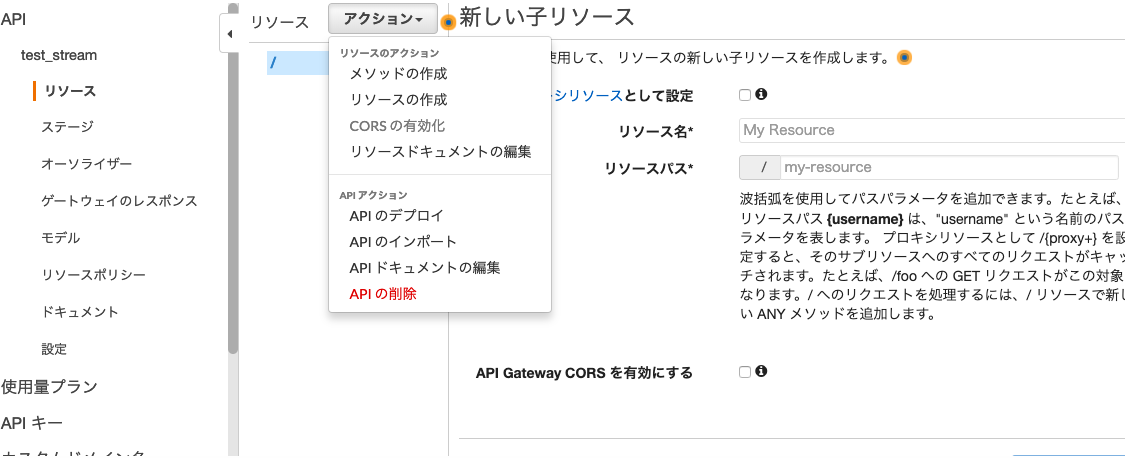 API
test_stream
リソース
ステージ
オーソライザー
ゲートウェイのレスポンス
モデル
リソースポリシー
ドキュメント
設定
使用量プラン
API キー
リソース
アクション
/
リソースのアクション
メソッドの作成
リソースの作成
CORS の有効化
リソースドキュメントの編集
API アクション
API のデプロイ
API のインポート
API ドキュメントの編集
API の削除
新しい子リソース
使用して、 リソースの新しい子リソースを作成します。
シリソースとして設定
リソース名*
My Resource
リソースパス*
/ my-resource
波括弧を使用してパスパラメータを追加できます。たとえば、
リソースパス {username} は、"username" という名前のパス
ラメータを表します。 プロキシリソースとして /{proxy+} を設
定すると、そのサブリソースへのすべてのリクエストがキャッ
チされます。たとえば、/foo への GET リクエストがこの対象
なります。/ へのリクエストを処理するには、/ リソースで新し
い ANY メソッドを追加します。
API Gateway CORS を有効にする